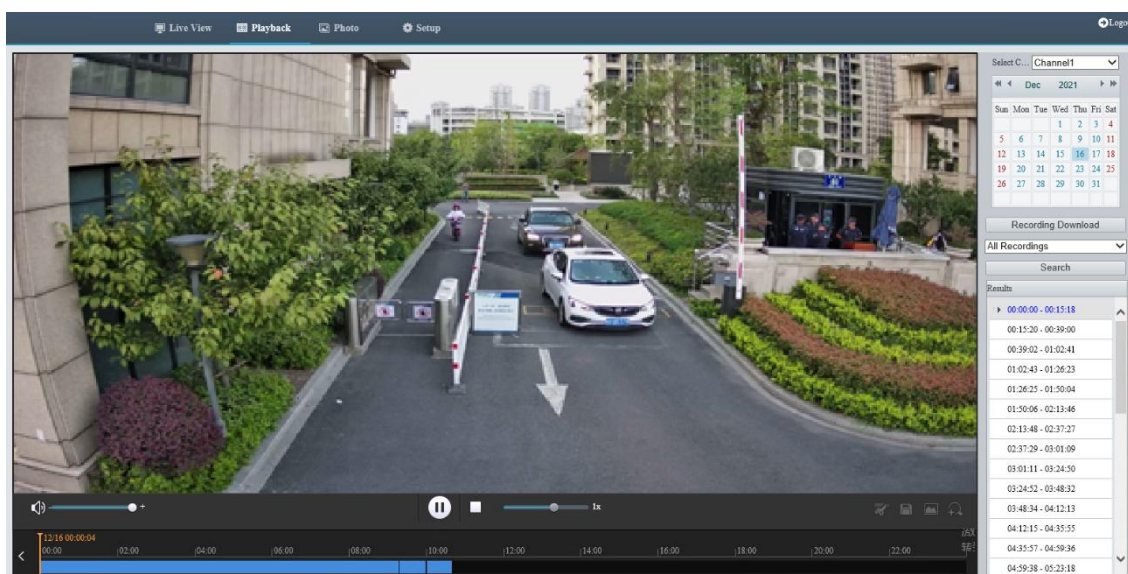 Live View Playback Photo Setup
Logo
Select C... Channel1
Dec 2021
Sun Mon Tue Wed Thu Fri Sat
1 2 3 4
5 6 7 8 9 10 11
12 13 14 15 16 17 18
19 20 21 22 23 24 25
26 27 28 29 30 31
Recording Download
All Recordings
Search
Results
00:00:00 - 00:15:18
00:15:20 - 00:39:00
00:39:02 - 01:02:41
01:02:43 - 01:26:23
01:26:25 - 01:50:04
01:50:06 - 02:13:46
02:13:48 - 02:37:27
02:37:29 - 03:01:09
03:01:11 - 03:24:50
03:24:52 - 03:48:32
03:48:34 - 04:12:13
04:12:15 - 04:35:55
04:35:57 - 04:59:36
04:59:38 - 05:23:18
+ 1x
12/16 00:00:04
00:00 02:00 04:00 06:00 08:00 10:00 12:00 14:00 16:00 18:00 20:00 22:00